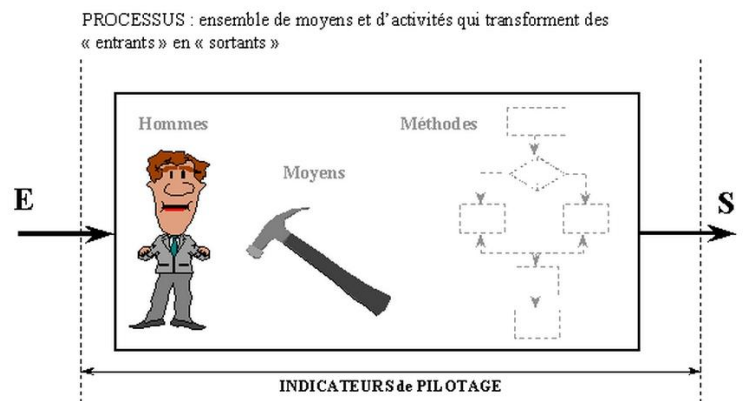 PROCESSUS : ensemble de moyens et d'activités qui transforment des
« entrants » en « sortants »
Hommes
Méthodes
Moyens
E
S
INDICATEURS de PILOTAGE